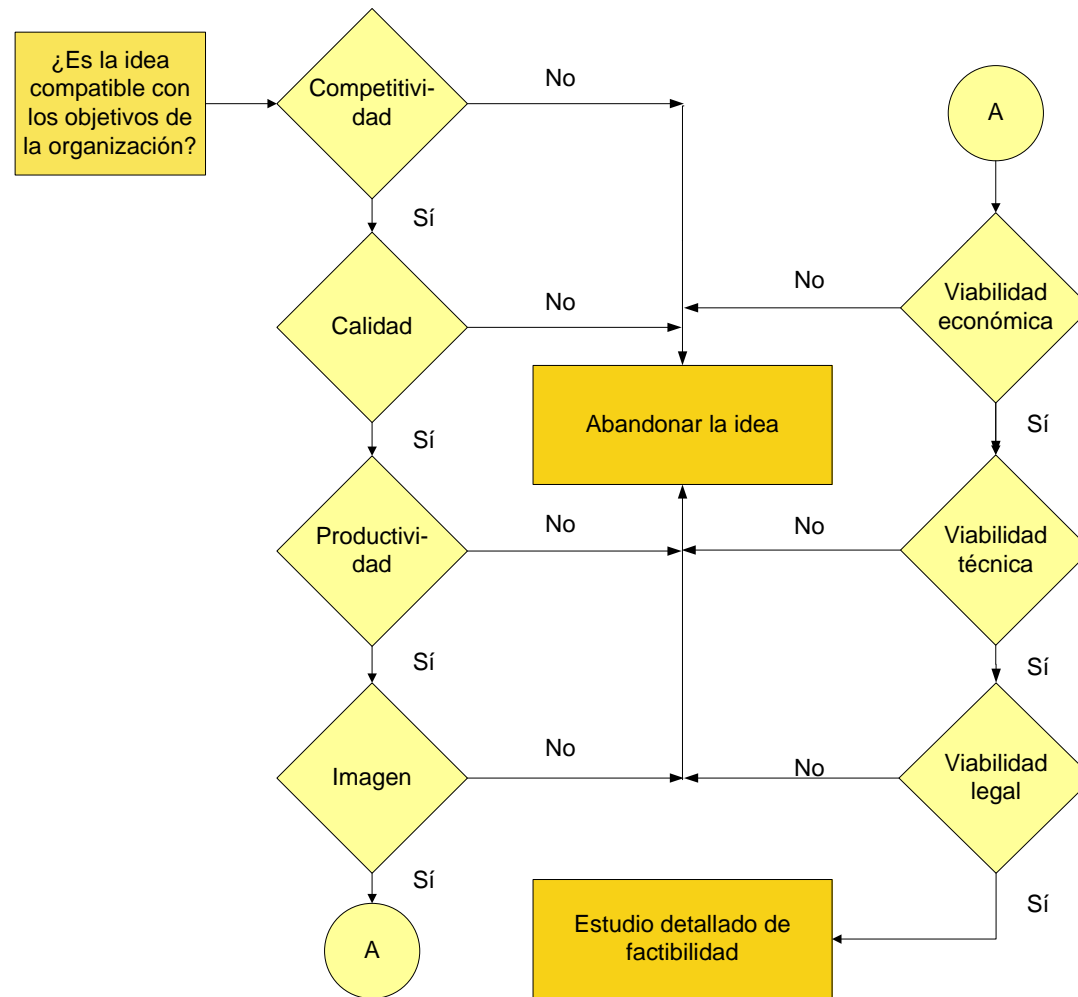 ¿Es la idea
compatible con
los objetivos de
la organización?
Competitivi-
dad
No
Sí
Calidad
No
Sí
Productivi-
dad
No
Sí
Imagen
No
Sí
A
Abandonar la idea
A
Viabilidad
económica
No
Sí
Viabilidad
técnica
No
Sí
Viabilidad
legal
No
Sí
Estudio detallado de
factibilidad